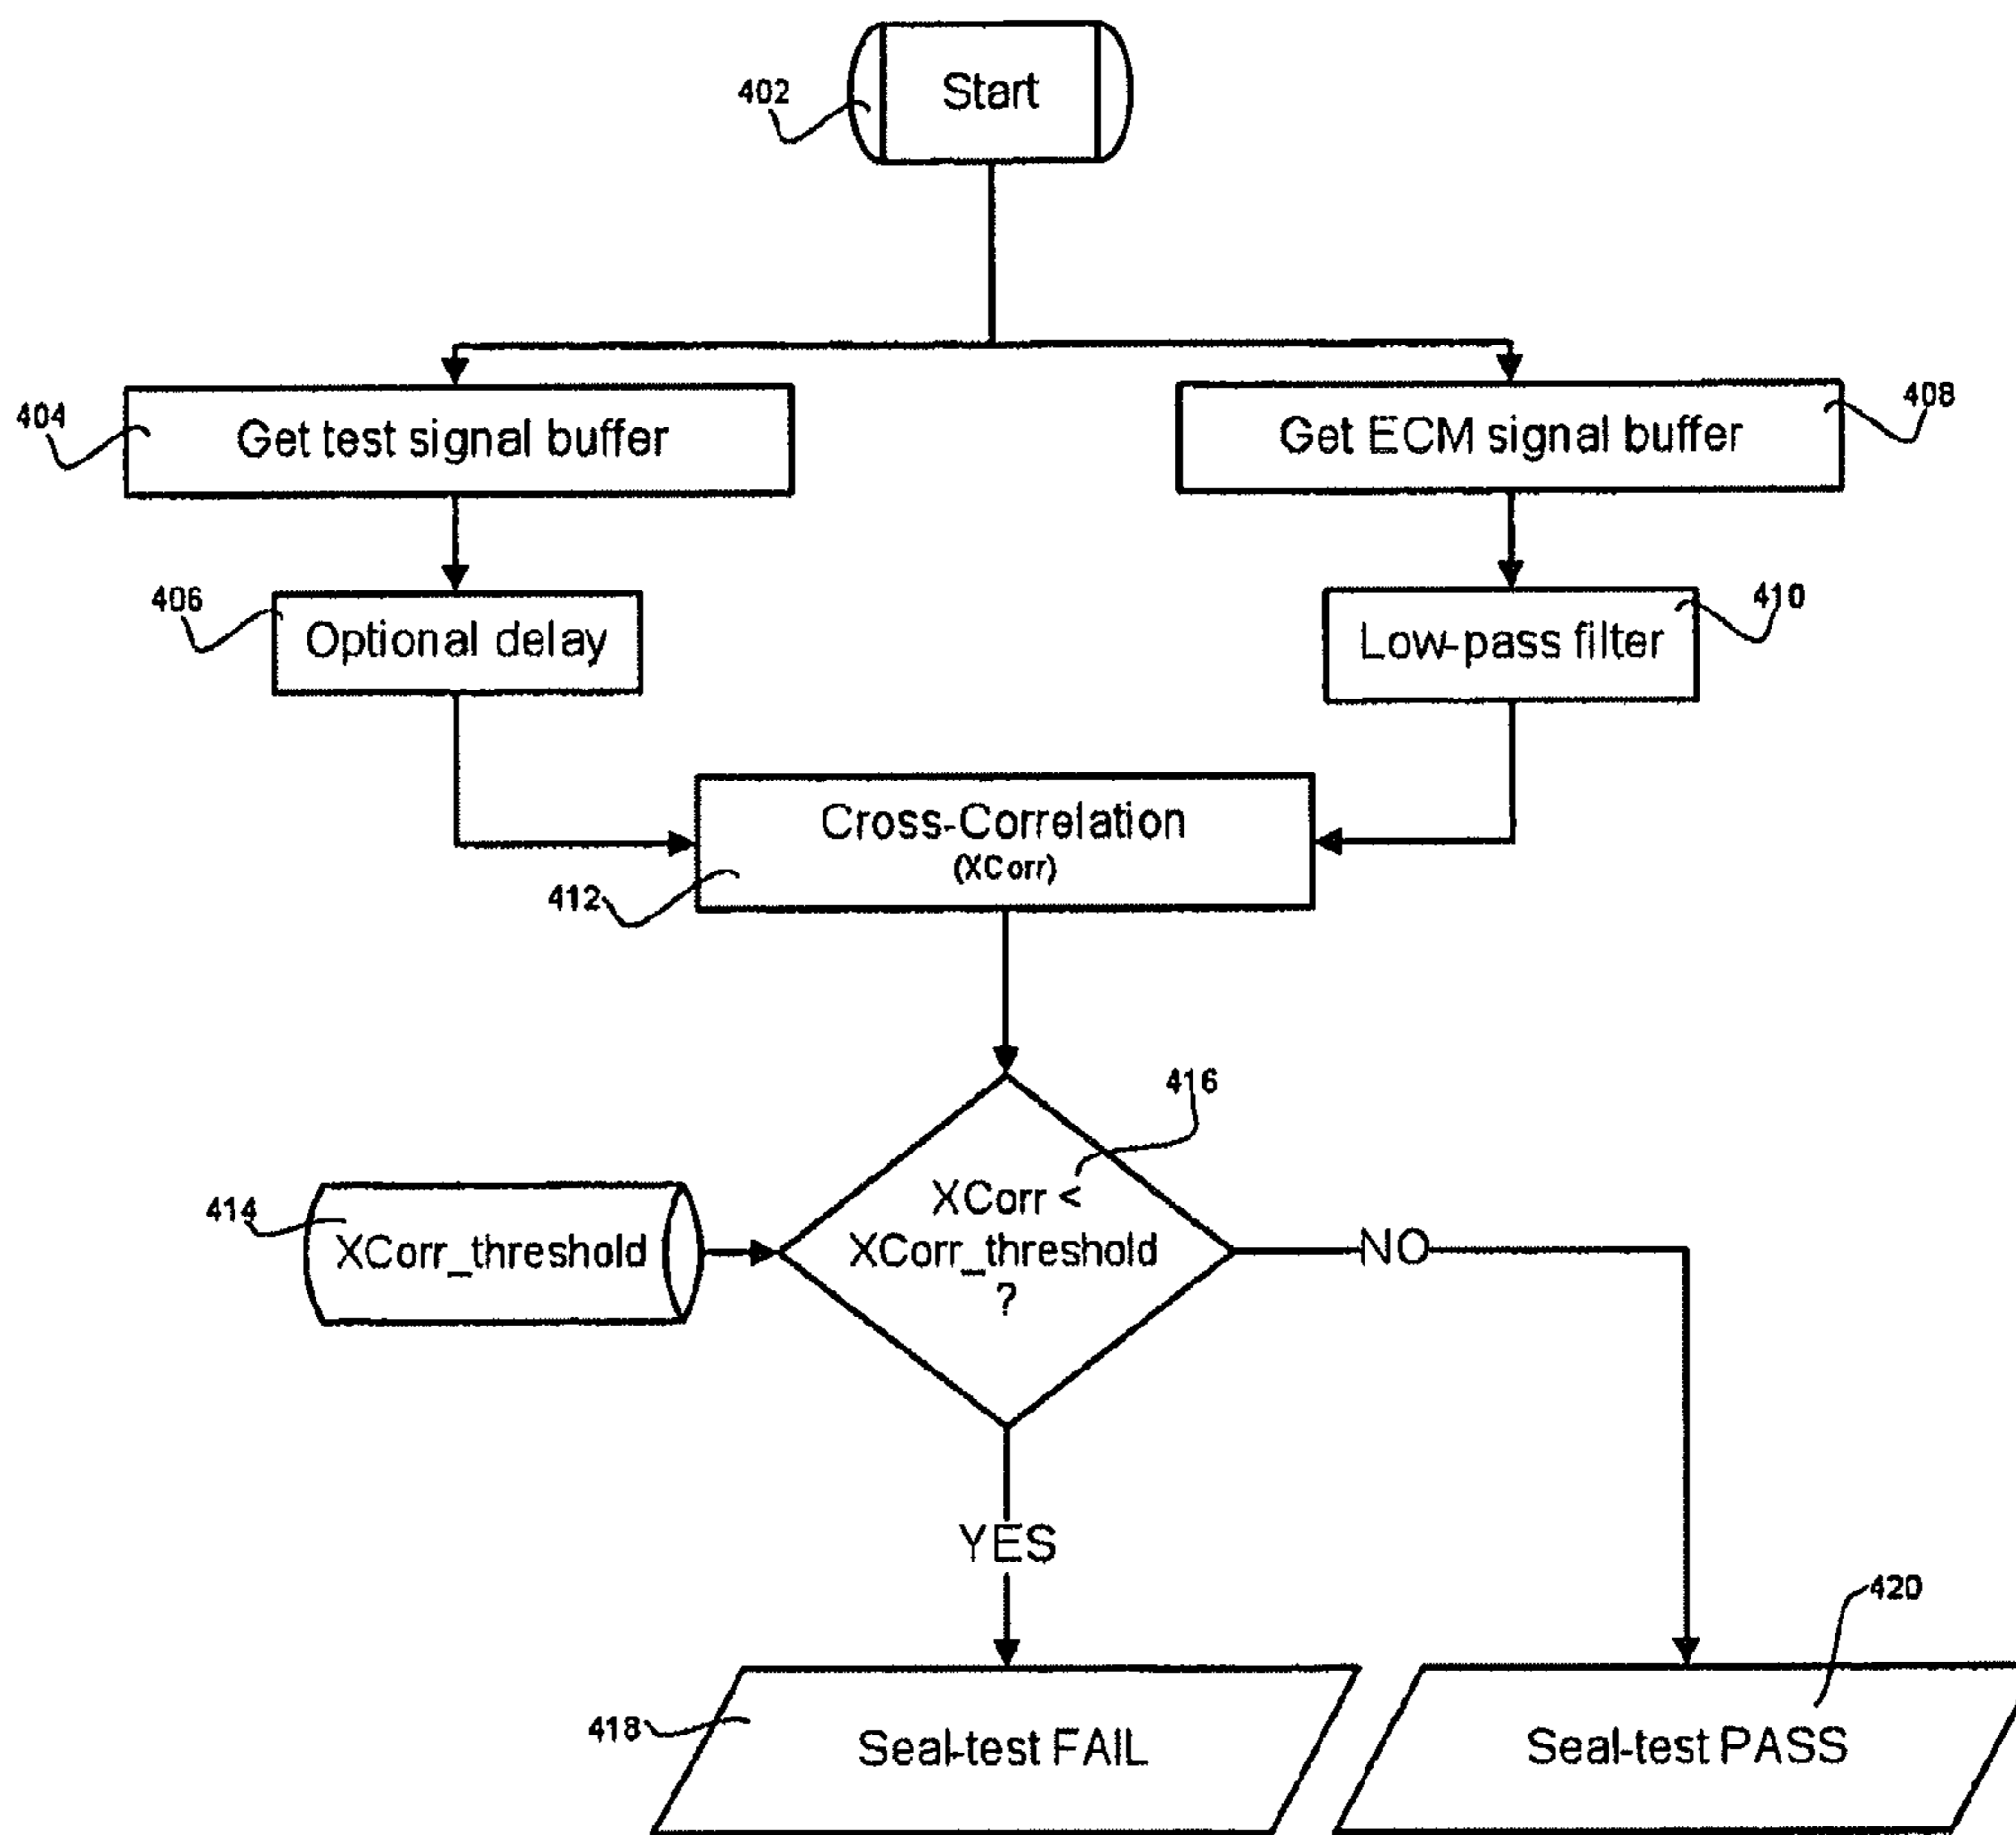 402
Start
404
Get test signal buffer
408
Get ECM signal buffer
406
Optional delay
410
Low-pass filter
Cross-Correlation
(XCorr)
412
416
414
XCorr_threshold
XCorr <
XCorr_threshold
?
NO
YES
420
418
Seal-test FAIL
Seal-test PASS